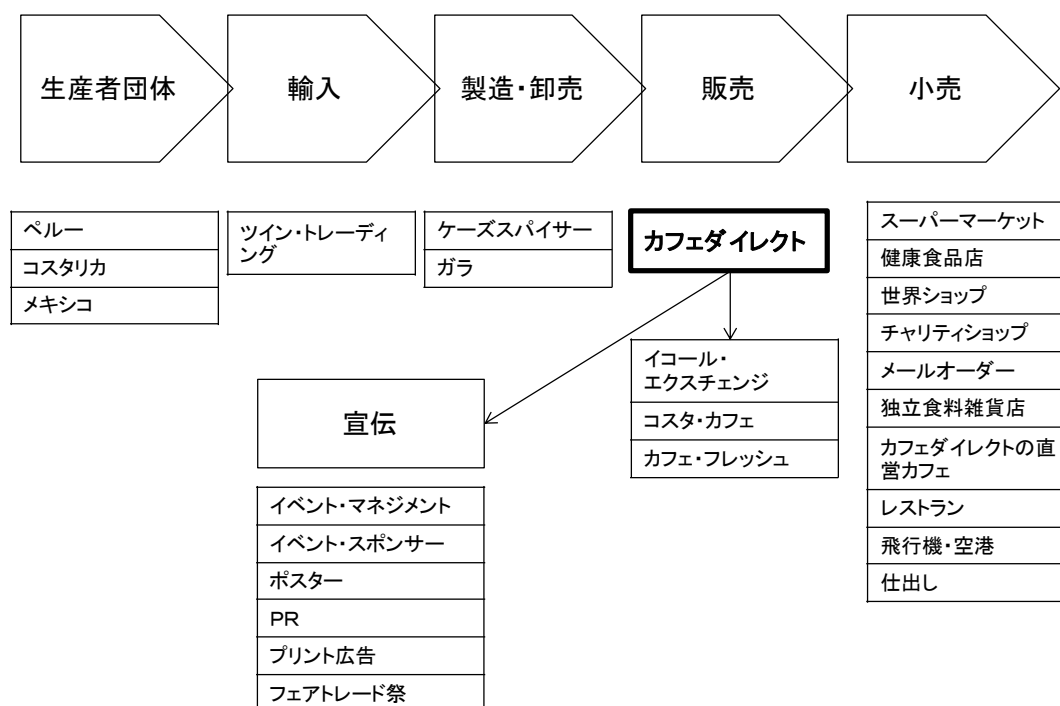 生産者団体
輸入
製造・卸売
販売
小売
ペルー
コスタリカ
メキシコ
ツイン・トレーディ
ング
ケーズスパイサー
ガラ
カフェダイレクト
イコール・
エクスチェンジ
コスタ・カフェ
カフェ・フレッシュ
スーパーマーケット
健康食品店
世界ショップ
チャリティショップ
メールオーダー
独立食料雑貨店
カフェダイレクトの直
営カフェ
レストラン
飛行機・空港
仕出し
宣伝
イベント・マネジメント
イベント・スポンサー
ポスター
PR
プリント広告
フェアトレード祭